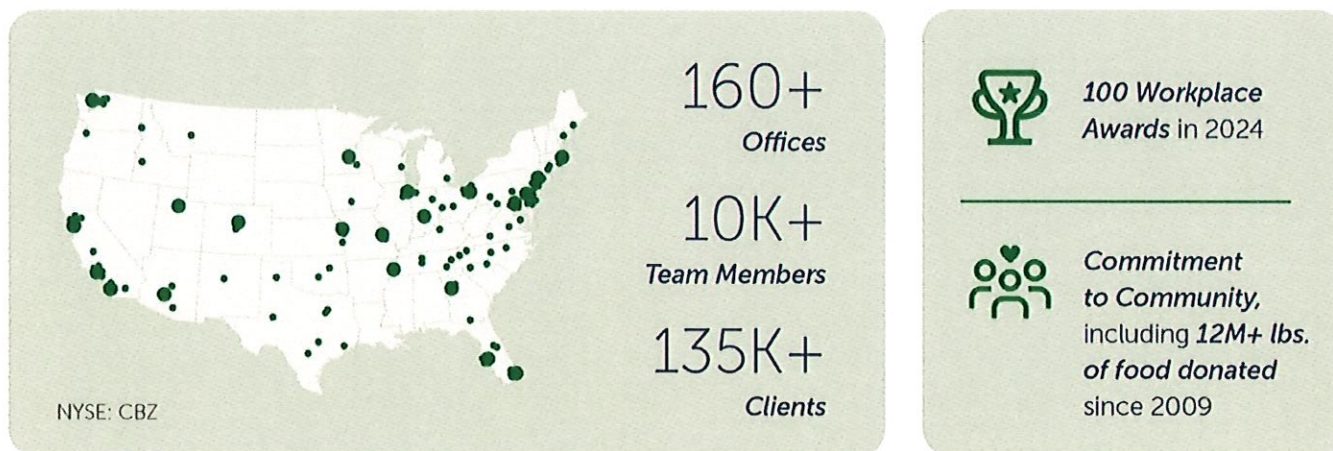 160+
Offices
10K+
Team Members
135K+
Clients
NYSE: CBZ
100 Workplace
Awards in 2024
Commitment
to Community,
including 12M+ lbs.
of food donated
since 2009